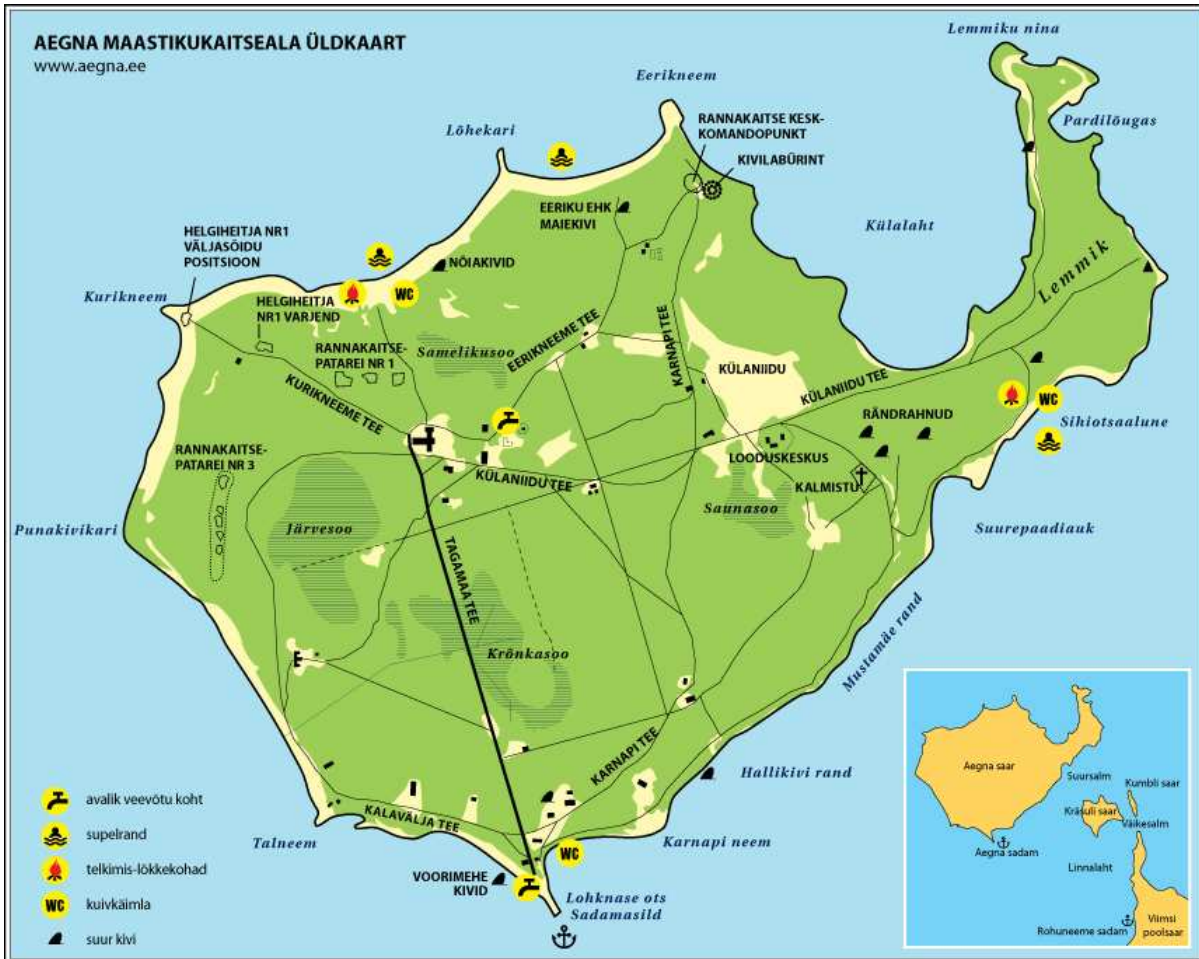 AEGNA MAASTIKUKAITSEALA ÜLDKAART
www.aegna.ee
Lemmiku nina
Eerikneem
Pardilõugas
Lõhekari
RANNAKAITSE KESK-
KOMANDOPUNKT
KIVILABÜRINT
EERIKU EHK
MAIEKIVI
Külalaht
HELGIHEITJA NR1
VÄLJASÕIDU
POSITSIOON
NÕIAKIVID
WC
Kurikneem
HELGIHEITJA
NR1 VARJEND
Lemmik
RANNAKAITSE-
PATAREI NR 1
Samelikusoo
EERIKNEEME TEE
KARNAPI TEE
KÜLANIIDU
KÜLANIIDU TEE
KURIKNEEME TEE
WC
Sihiotsaalune
RÄNDRAHNUD
RANNAKAITSE-
PATAREI NR 3
KÜLANIIDU TEE
LOODUSKESKUS
KALMISTU
Saunasoo
Punakivikari
Järvesoo
Suurepaadiauk
TAGAMAA TEE
Krõnkasoo
Mustamäe rand
KARNAPI TEE
Hallikivi rand
KALAVÄLJA TEE
Talneem
Karnapi neem
WC
VOORIMEHE
KIVID
Lohknase ots
Sadamasild
avalik veevõtu koht
supelrand
telkimis-lõkkekohad
WC
kuivkäimla
suur kivi
Aegna saar
Suursalm
Kumbli saar
Kräsuli saar
Väikesalm
Aegna sadam
Linnalaht
Rohuneeme sadam
Viimsi
poolsaar